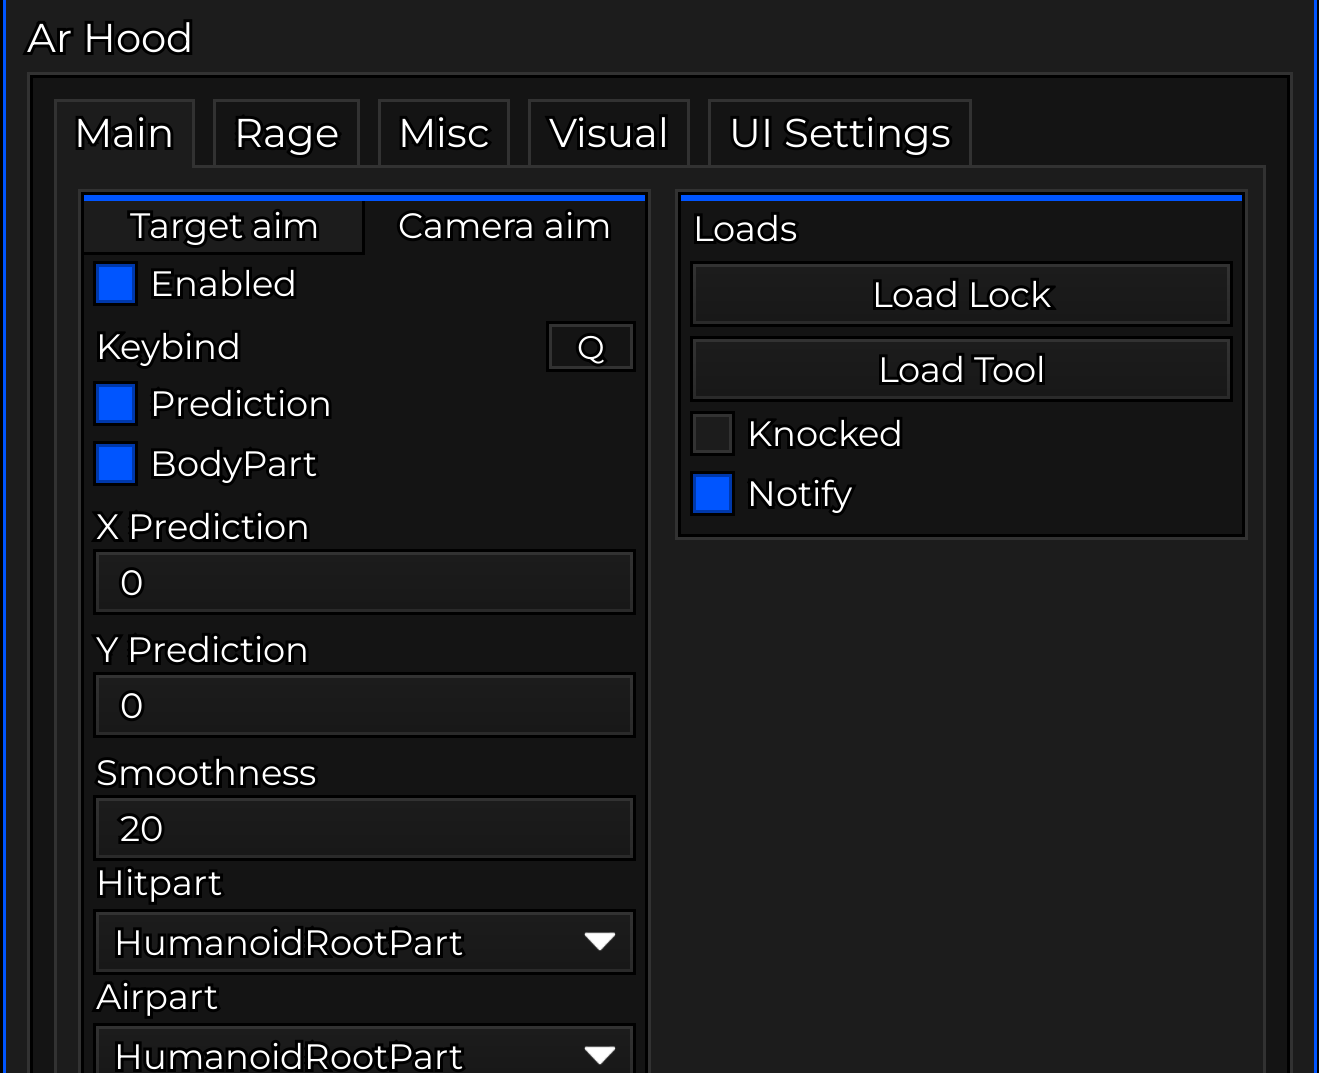 Ar Hood
Main Rage Misc Visual UI Settings
Target aim Camera aim
Enabled
Keybind Q
Prediction
BodyPart
X Prediction
0
Y Prediction
0
Smoothness
20
Hitpart
HumanoidRootPart
Airpart
HumanoidRootPart
Loads
Load Lock
Load Tool
Knocked
Notify